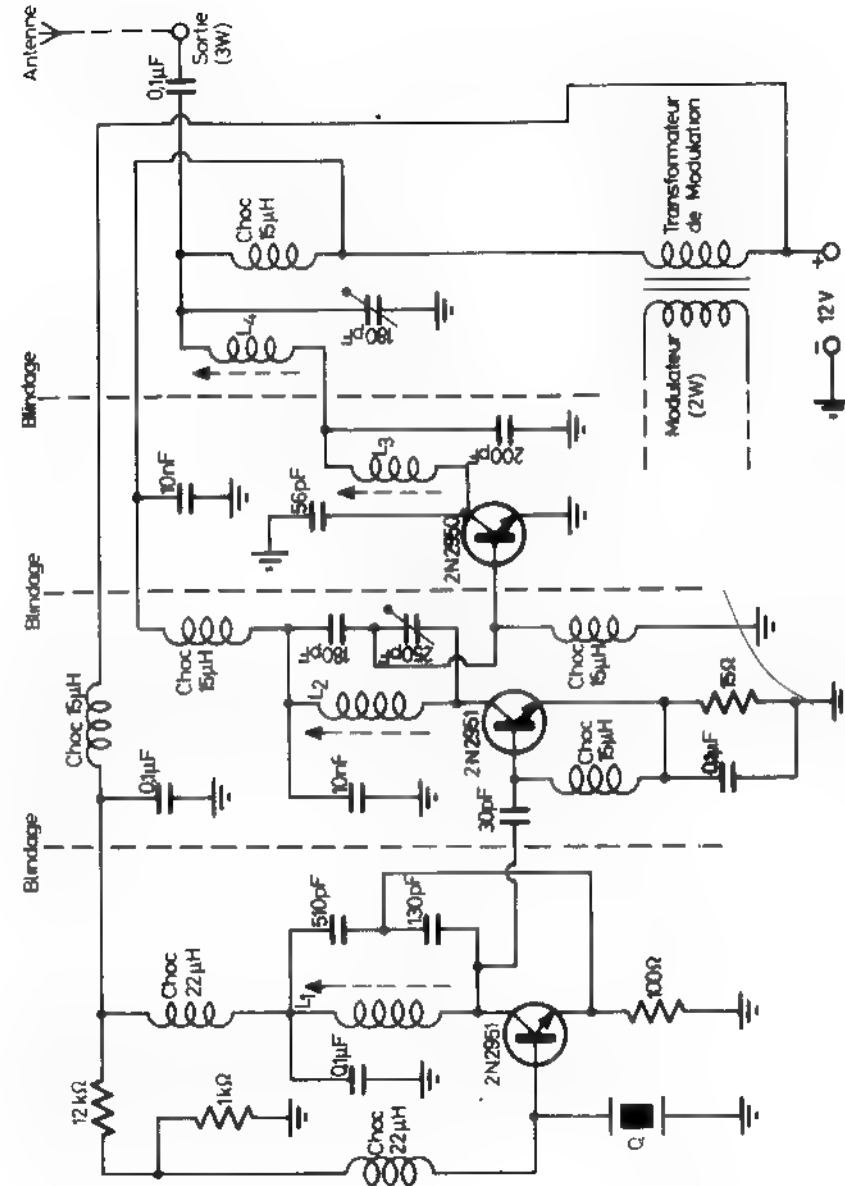 Antenne
Sortie
(3W)
0,1µF
Transformateur
de Modulation
Choc
15µH
180pF
L4
+
12V
−
Modulateur
(2W)
Blindage
10nF
L3
200pF
56pF
2N2950
Blindage
Choc
15µH
180pF
Choc
15µH
L2
Choc 15µH
2N2951
15Ω
Choc
15µH
0,1µF
10nF
0,1µF
30pF
Blindage
510pF
130pF
Choc
22µH
L1
100Ω
2N2951
0,1µF
12kΩ
1kΩ
Choc
22µH
Q